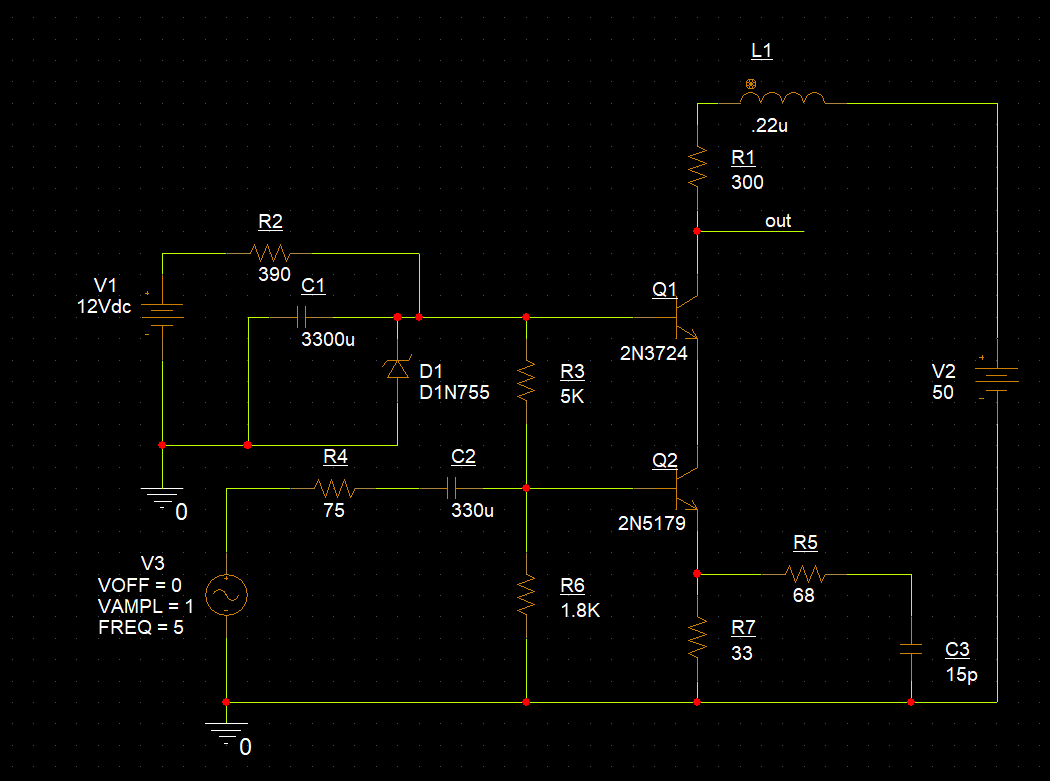 L1
.22u
R1
300
out
R2
390
V1
12Vdc
C1
3300u
Q1
2N3724
D1
D1N755
R3
5K
V2
50
R4
75
C2
330u
Q2
2N5179
0
R5
68
V3
VOFF = 0
VAMPL = 1
FREQ = 5
R6
1.8K
R7
33
C3
15p
0